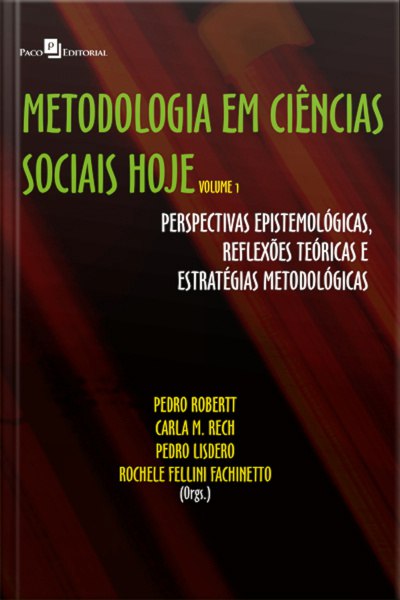 PACO EDITORIAL
METODOLOGIA EM CIÊNCIAS
SOCIAIS HOJE VOLUME 1
PERSPECTIVAS EPISTEMOLÓGICAS,
REFLEXÕES TEÓRICAS E
ESTRATÉGIAS METODOLÓGICAS
PEDRO ROBERTT
CARLA M. RECH
PEDRO LISDERO
ROCHELE FELLINI FACHINETTO
(Orgs.)